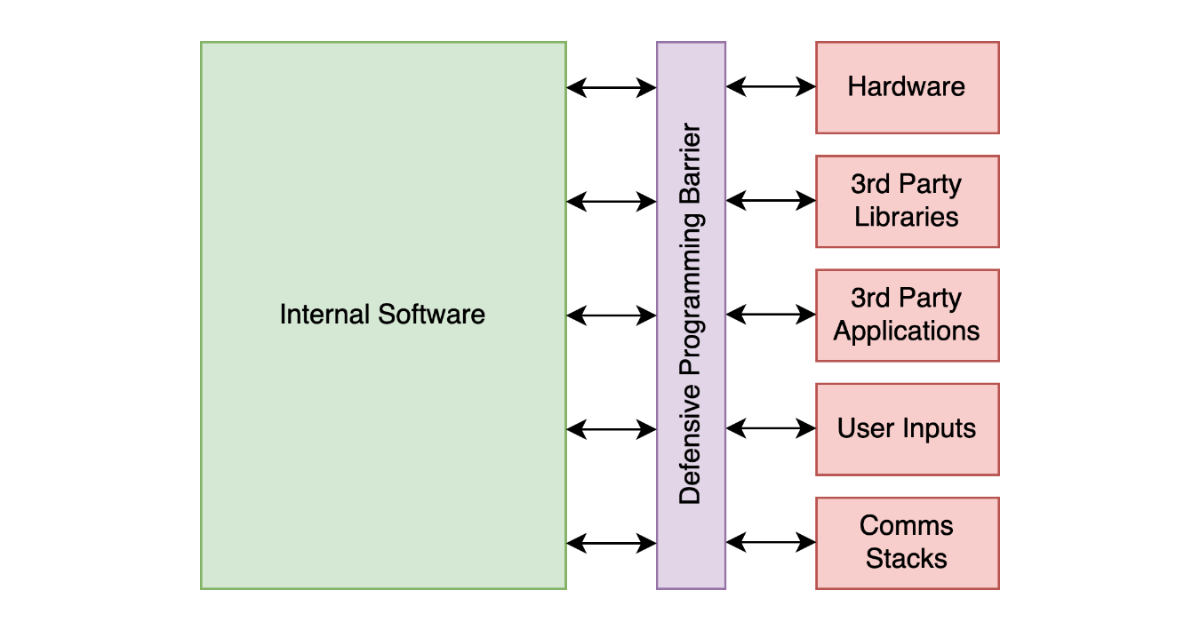 Internal Software
Defensive Programming Barrier
Hardware
3rd Party
Libraries
3rd Party
Applications
User Inputs
Comms
Stacks